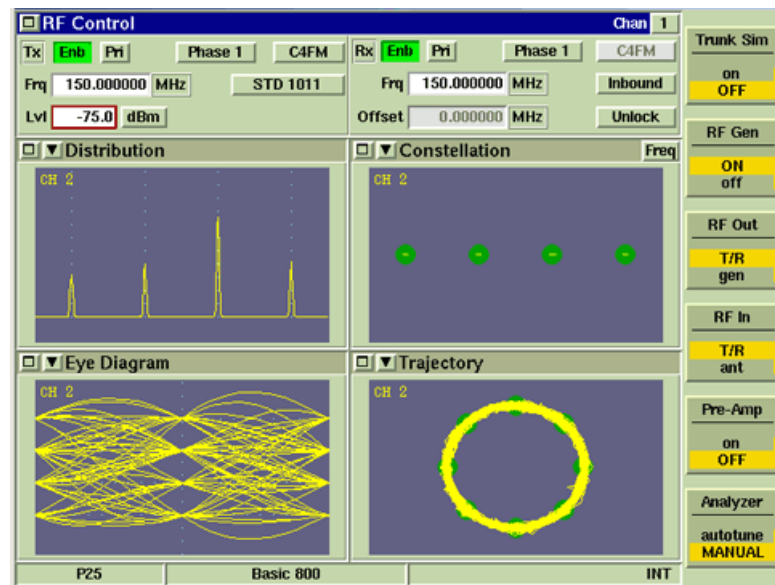 RF Control Chan 1
Tx Enb Pri Phase 1 C4FM
Frq 150.000000 MHz STD 1011
Lvl -75.0 dBm
Rx Enb Pri Phase 1 C4FM
Frq 150.000000 MHz Inbound
Offset 0.000000 MHz Unlock
Distribution
CH 2
Constellation Freq
CH 2
Eye Diagram
CH 2
Trajectory
CH 2
P25 Basic 800 INT
Trunk Sim
on
OFF
RF Gen
ON
off
RF Out
T/R
gen
RF In
T/R
ant
Pre-Amp
on
OFF
Analyzer
autotune
MANUAL